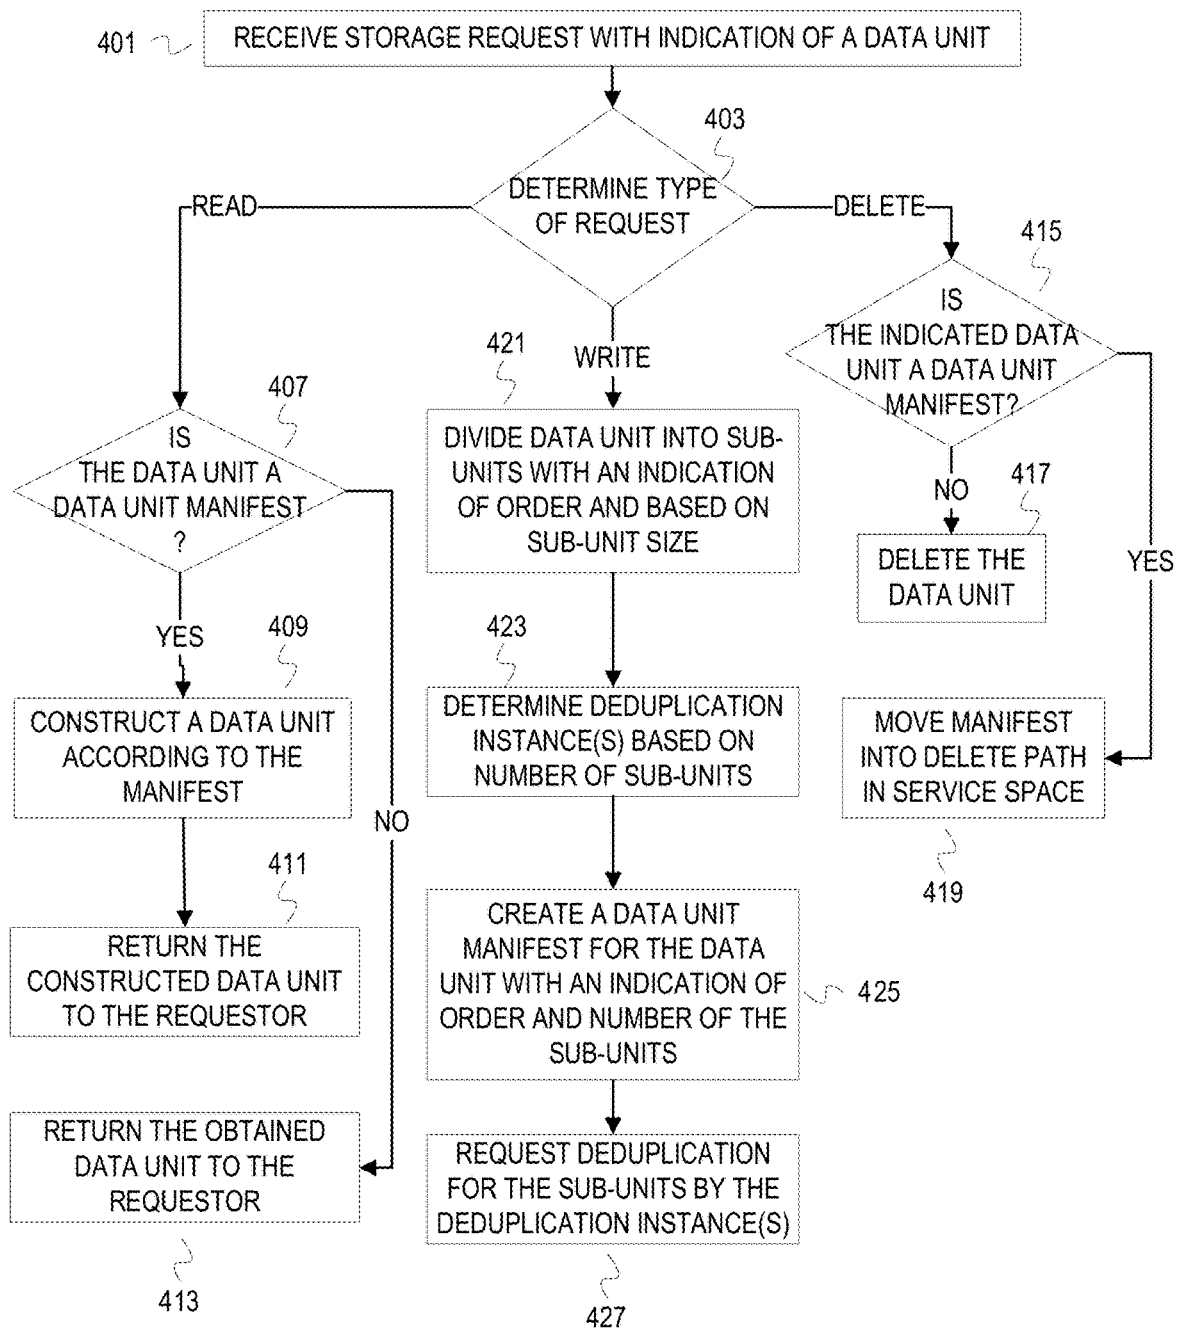 401
RECEIVE STORAGE REQUEST WITH INDICATION OF A DATA UNIT
403
DETERMINE TYPE
OF REQUEST
READ
DELETE
WRITE
415
IS
THE INDICATED DATA
UNIT A DATA UNIT
MANIFEST?
NO
YES
417
DELETE THE
DATA UNIT
MOVE MANIFEST
INTO DELETE PATH
IN SERVICE SPACE
419
407
IS
THE DATA UNIT A
DATA UNIT MANIFEST
?
YES
NO
409
CONSTRUCT A DATA UNIT
ACCORDING TO THE
MANIFEST
411
RETURN THE
CONSTRUCTED DATA UNIT
TO THE REQUESTOR
RETURN THE OBTAINED
DATA UNIT TO THE
REQUESTOR
413
421
DIVIDE DATA UNIT INTO SUB-
UNITS WITH AN INDICATION
OF ORDER AND BASED ON
SUB-UNIT SIZE
423
DETERMINE DEDUPLICATION
INSTANCE(S) BASED ON
NUMBER OF SUB-UNITS
CREATE A DATA UNIT
MANIFEST FOR THE DATA
UNIT WITH AN INDICATION OF
ORDER AND NUMBER OF THE
SUB-UNITS
425
REQUEST DEDUPLICATION
FOR THE SUB-UNITS BY THE
DEDUPLICATION INSTANCE(S)
427